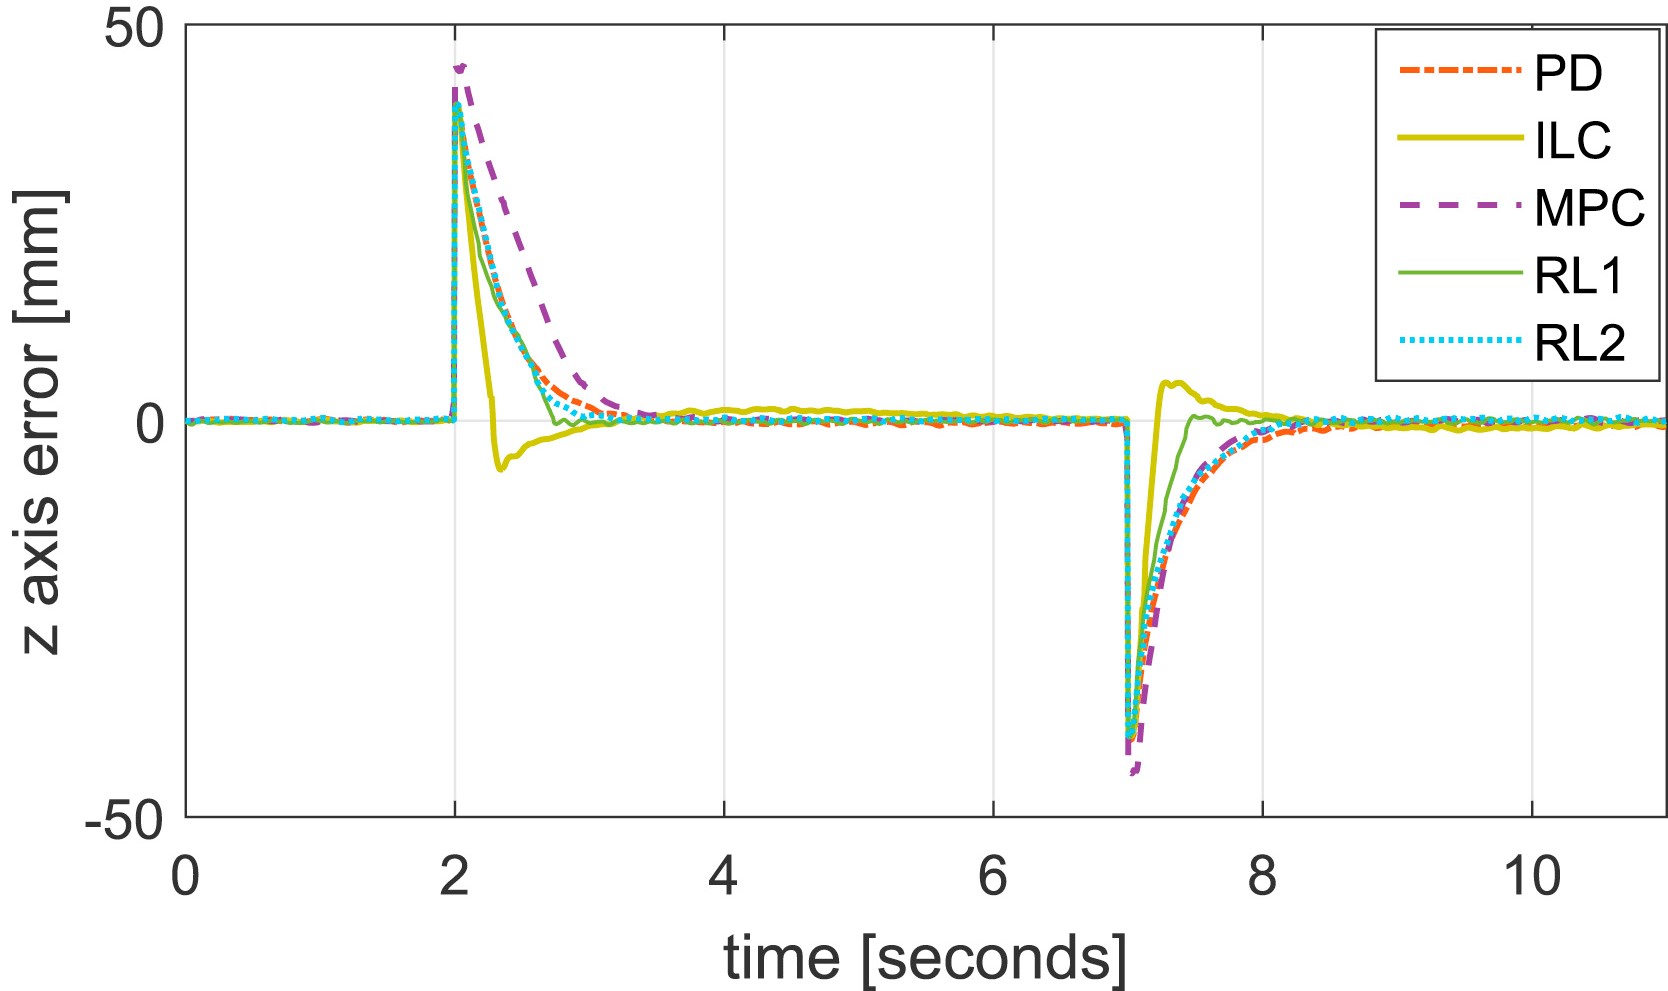 50
0
-50
z axis error [mm]
0 2 4 6 8 10
time [seconds]
PD
ILC
MPC
RL1
RL2